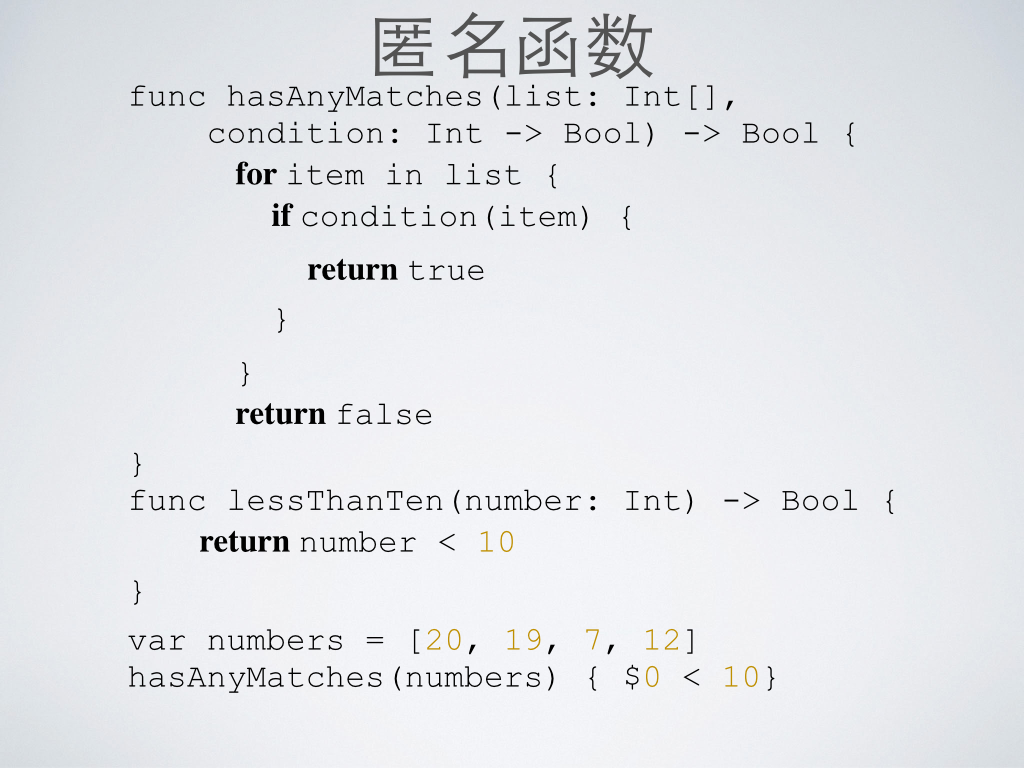 匿名函数
func hasAnyMatches(list: Int[],
condition: Int -> Bool) -> Bool {
for item in list {
if condition(item) {
return true
}
}
return false
}
func lessThanTen(number: Int) -> Bool {
return number < 10
}
var numbers = [20, 19, 7, 12]
hasAnyMatches(numbers) { $0 < 10}